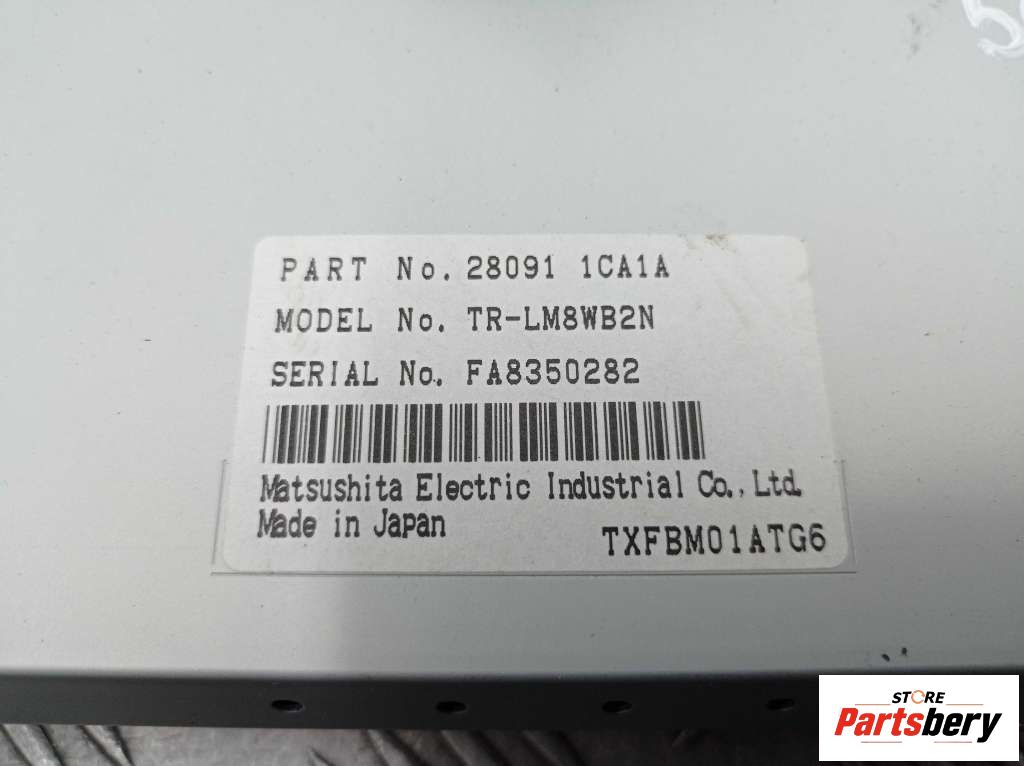 PART No. 28091 1CA1A
MODEL No. TR-LM8WB2N
SERIAL No. FA8350282
Matsushita Electric Industrial Co., Ltd.
Made in Japan
TXFBM01ATG6
STORE
Partsbery